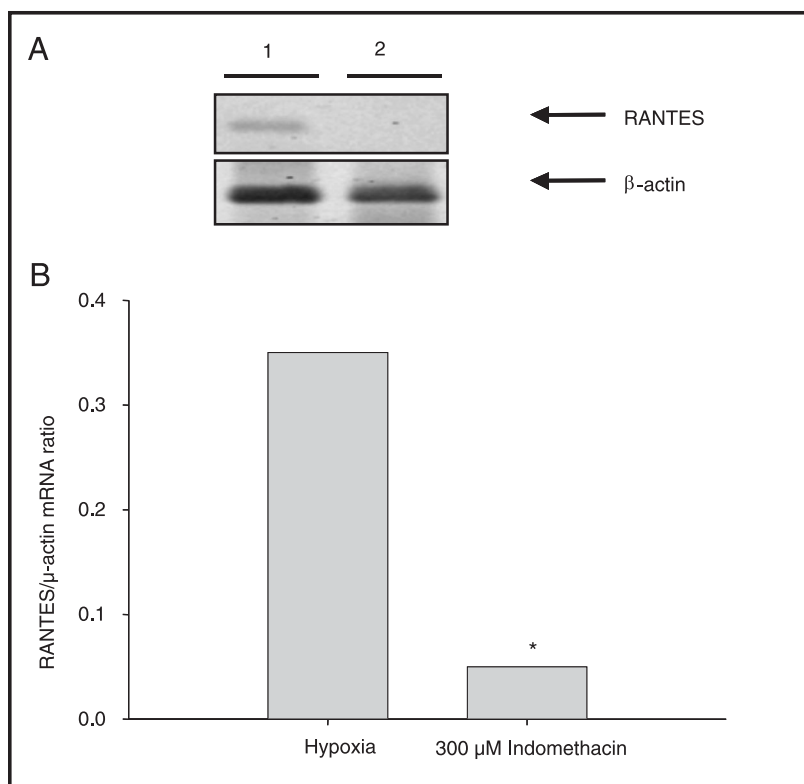 A
1 2
RANTES
β-actin
B
0.4
0.3
0.2
0.1
0.0
RANTES/μ-actin mRNA ratio
*
Hypoxia 300 μM Indomethacin